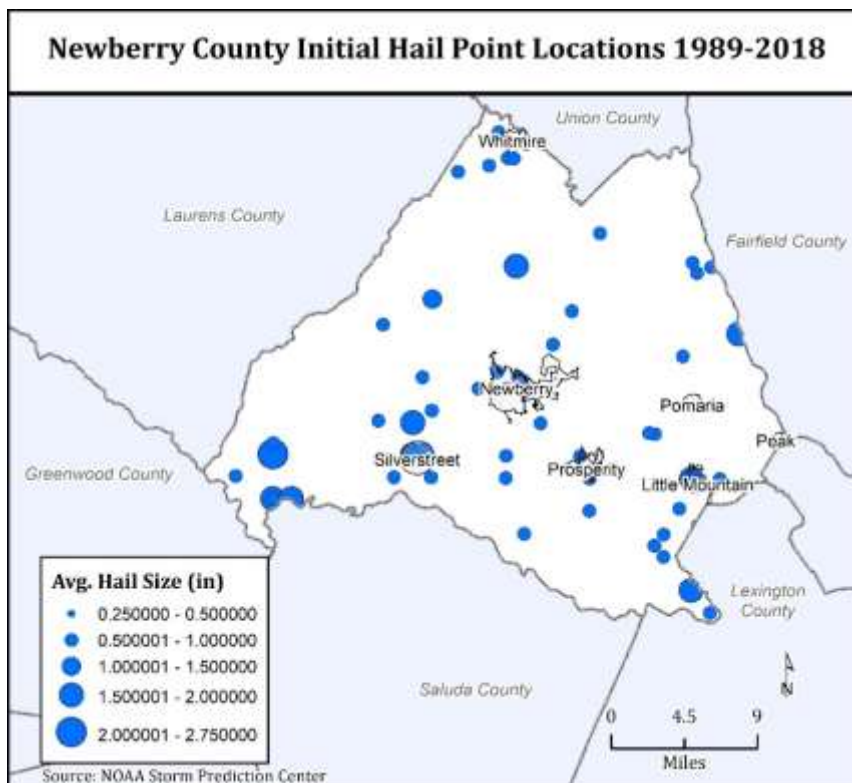 Newberry County Initial Hail Point Locations 1989-2018
Union County
Whitmire
Laurens County
Fairfield County
Newberry
Pomaria
Peak
Silverstreet
Prosperity
Little Mountain
Greenwood County
Lexington
County
Saluda County
Avg. Hail Size (in)
0.250000 - 0.500000
0.500001 - 1.000000
1.000001 - 1.500000
1.500001 - 2.000000
2.000001 - 2.750000
N
0 4.5 9
Miles
Source: NOAA Storm Prediction Center